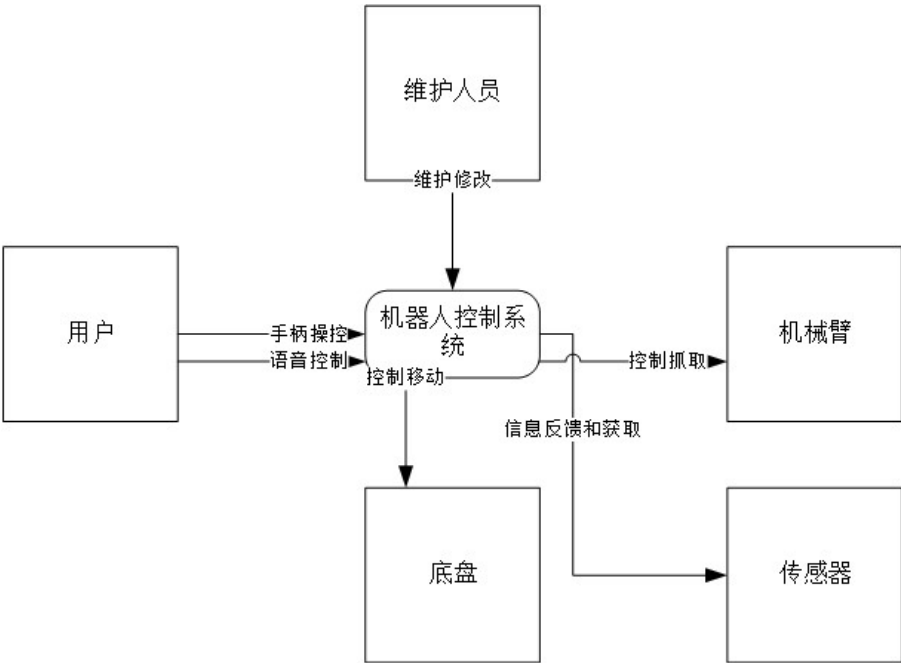 维护人员
维护修改
用户
手柄操控
语音控制
机器人控制系
统
控制移动
控制抓取
机械臂
信息反馈和获取
底盘
传感器